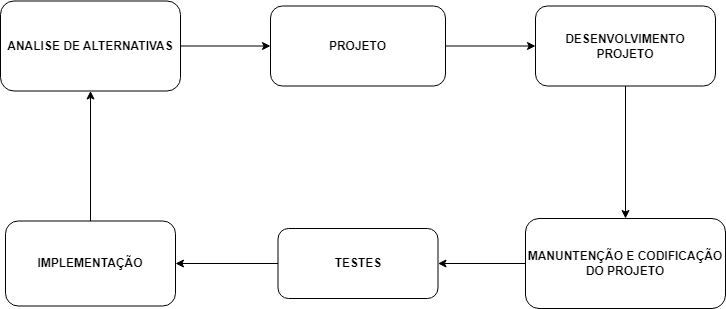 ANALISE DE ALTERNATIVAS
PROJETO
DESENVOLVIMENTO
PROJETO
MANUNTENÇÃO E CODIFICAÇÃO
DO PROJETO
TESTES
IMPLEMENTAÇÃO